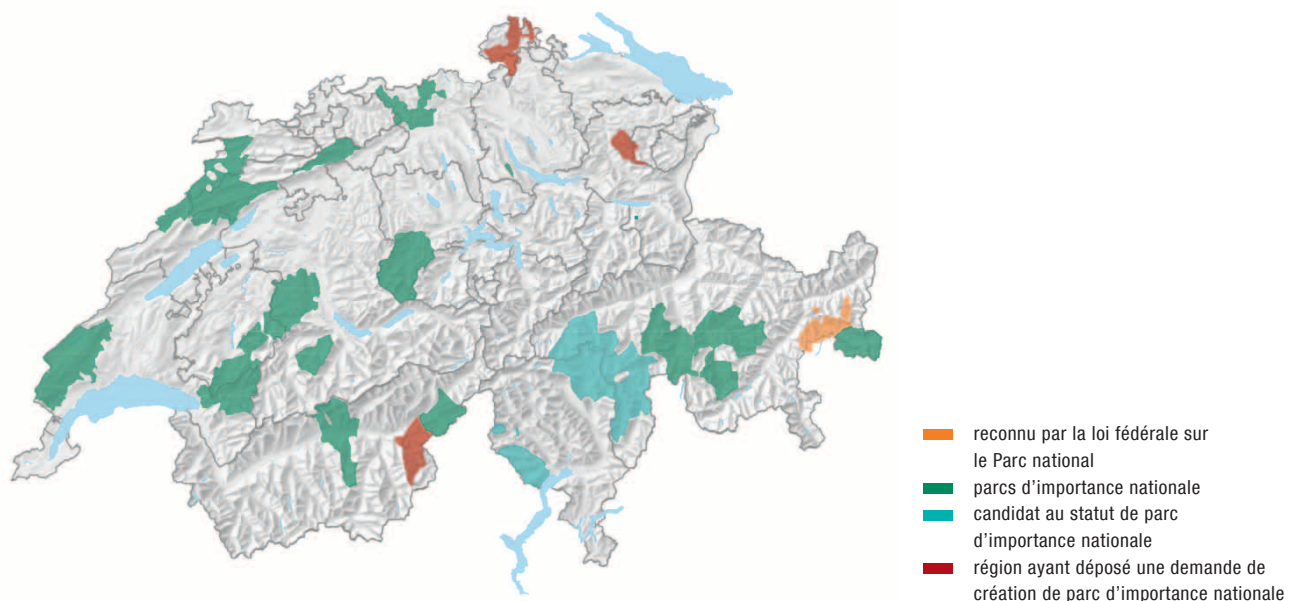 reconnu par la loi fédérale sur
le Parc national
parcs d’importance nationale
candidat au statut de parc
d’importance nationale
région ayant déposé une demande de
création de parc d’importance nationale